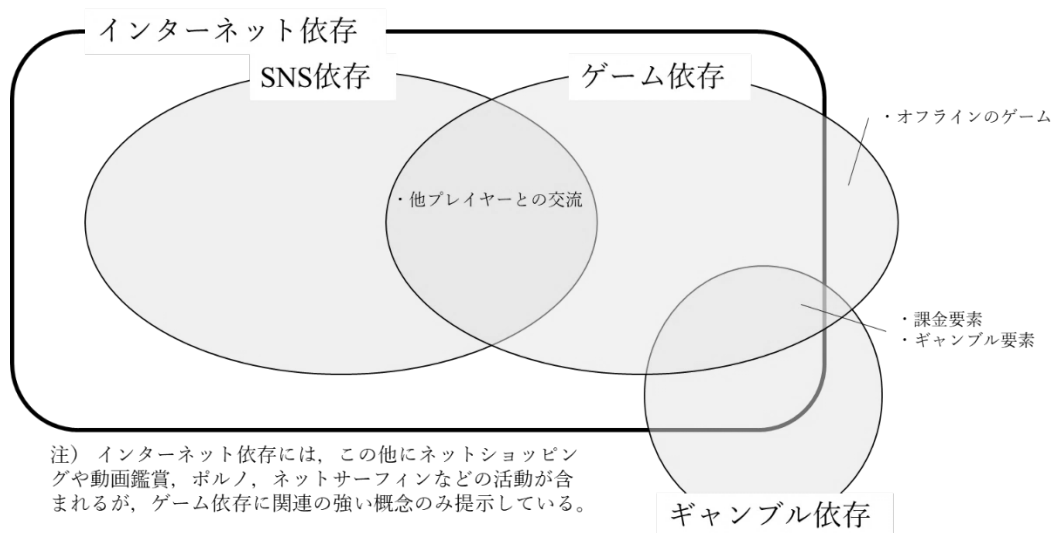 インターネット依存
SNS依存
ゲーム依存
・オフラインのゲーム
・他プレイヤーとの交流
・課金要素
・ギャンブル要素
注） インターネット依存には，この他にネットショッピン
グや動画鑑賞，ポルノ，ネットサーフィンなどの活動が含
まれるが，ゲーム依存に関連の強い概念のみ提示している。
ギャンブル依存